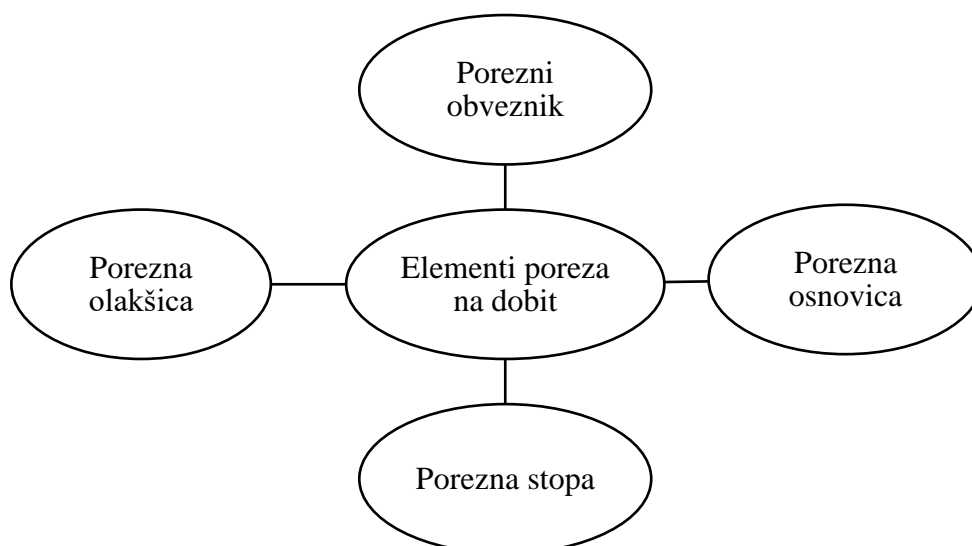 Porezni
obveznik
Porezna
olakšica
Elementi poreza
na dobit
Porezna
osnovica
Porezna stopa